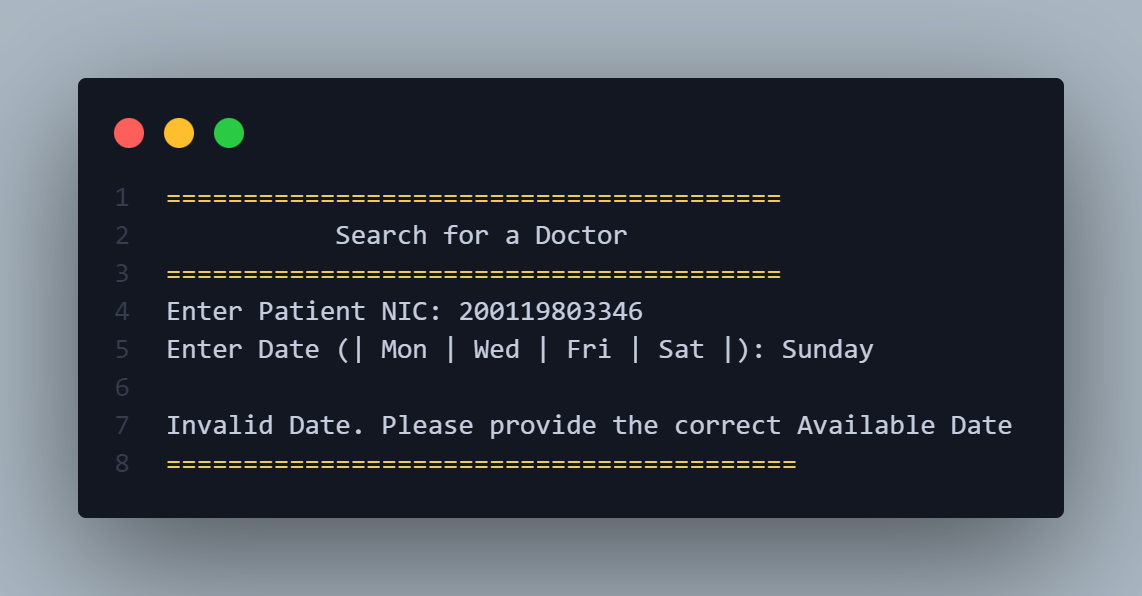 1 ========================================
2            Search for a Doctor
3 ========================================
4 Enter Patient NIC: 200119803346
5 Enter Date (| Mon | Wed | Fri | Sat |): Sunday
6
7 Invalid Date. Please provide the correct Available Date
8 =========================================